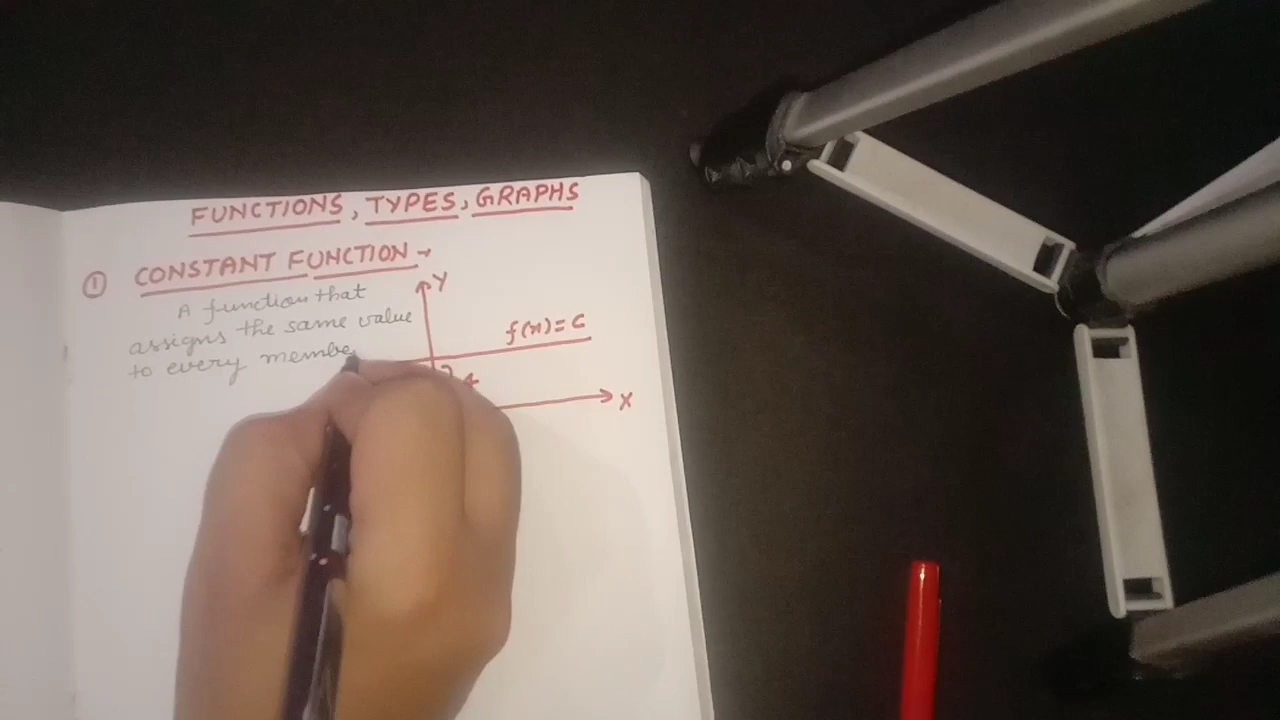 FUNCTIONS, TYPES, GRAPHS
① CONSTANT FUNCTION →
A function that
assigns the same value
to every membe
Y
f(x)=C
X